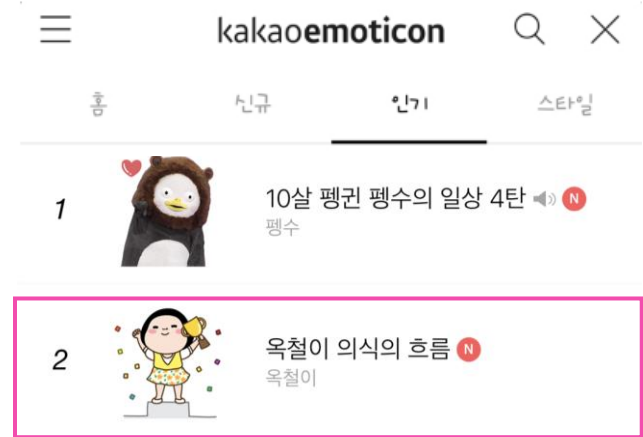 kakaoemoticon
홈 신규 인기 스타일
1
10살 펭귄 펭수의 일상 4탄 N
펭수
2
옥철이 의식의 흐름 N
옥철이